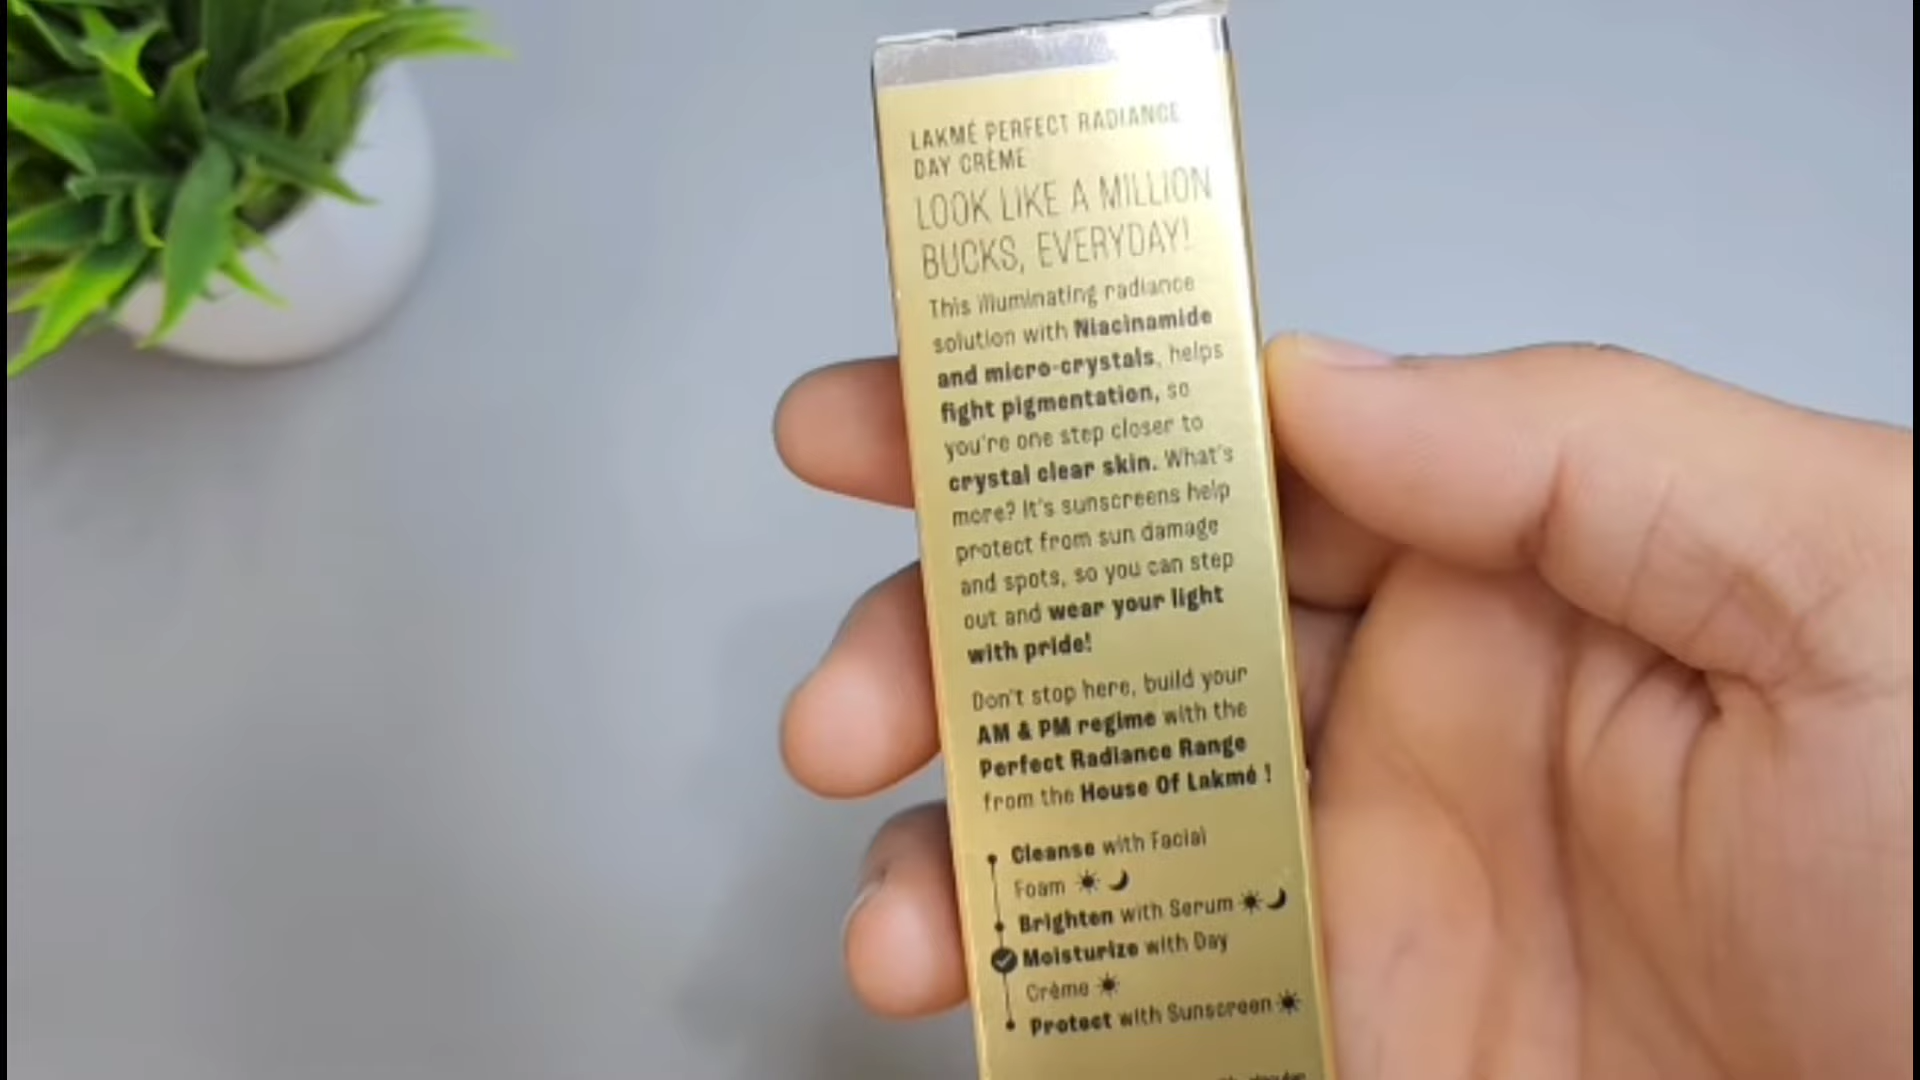 LAKMÉ PERFECT RADIANCE
DAY CRÈME
LOOK LIKE A MILLION
BUCKS, EVERYDAY!
This illuminating radiance
solution with Niacinamide
and micro-crystals, helps
fight pigmentation, so
you're one step closer to
crystal clear skin. What's
more? It's sunscreens help
protect from sun damage
and spots, so you can step
out and wear your light
with pride!
Don't stop here, build your
AM & PM regime with the
Perfect Radiance Range
from the House Of Lakmé !
Cleanse with Facial
Foam
Brighten with Serum
Moisturize with Day
Crème
Protect with Sunscreen